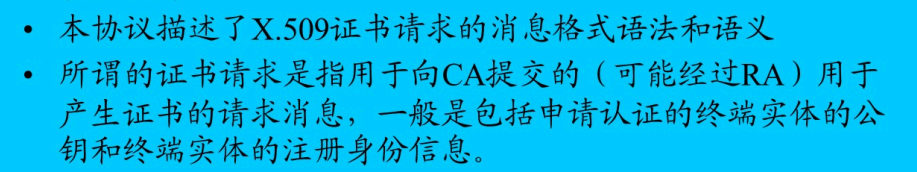 • 本协议描述了X.509证书请求的消息格式语法和语义
• 所谓的证书请求是指用于向CA提交的（可能经过RA）用于
产生证书的请求消息，一般是包括申请认证的终端实体的公
钥和终端实体的注册身份信息。